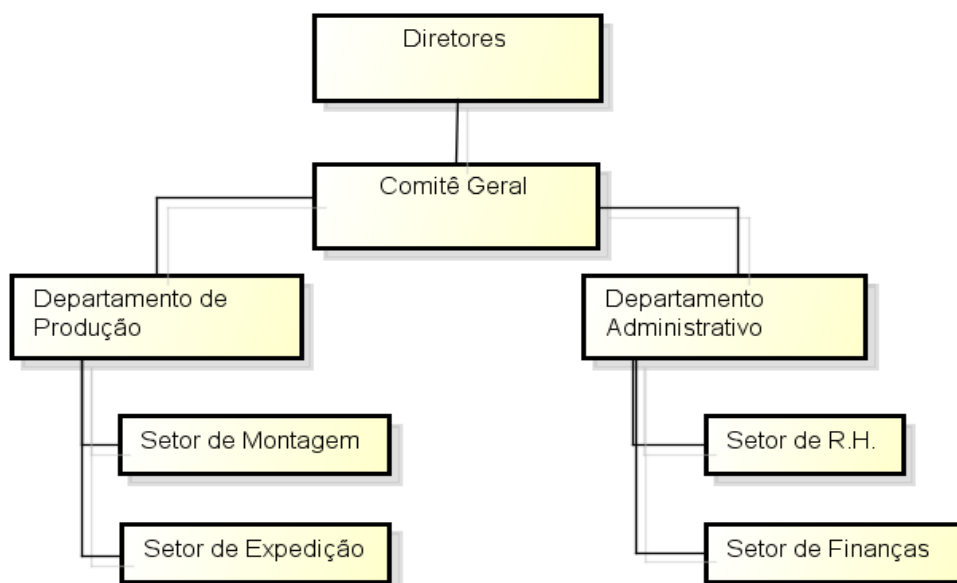 Diretores
Comitê Geral
Departamento de
Produção
Departamento
Administrativo
Setor de Montagem
Setor de R.H.
Setor de Expedição
Setor de Finanças